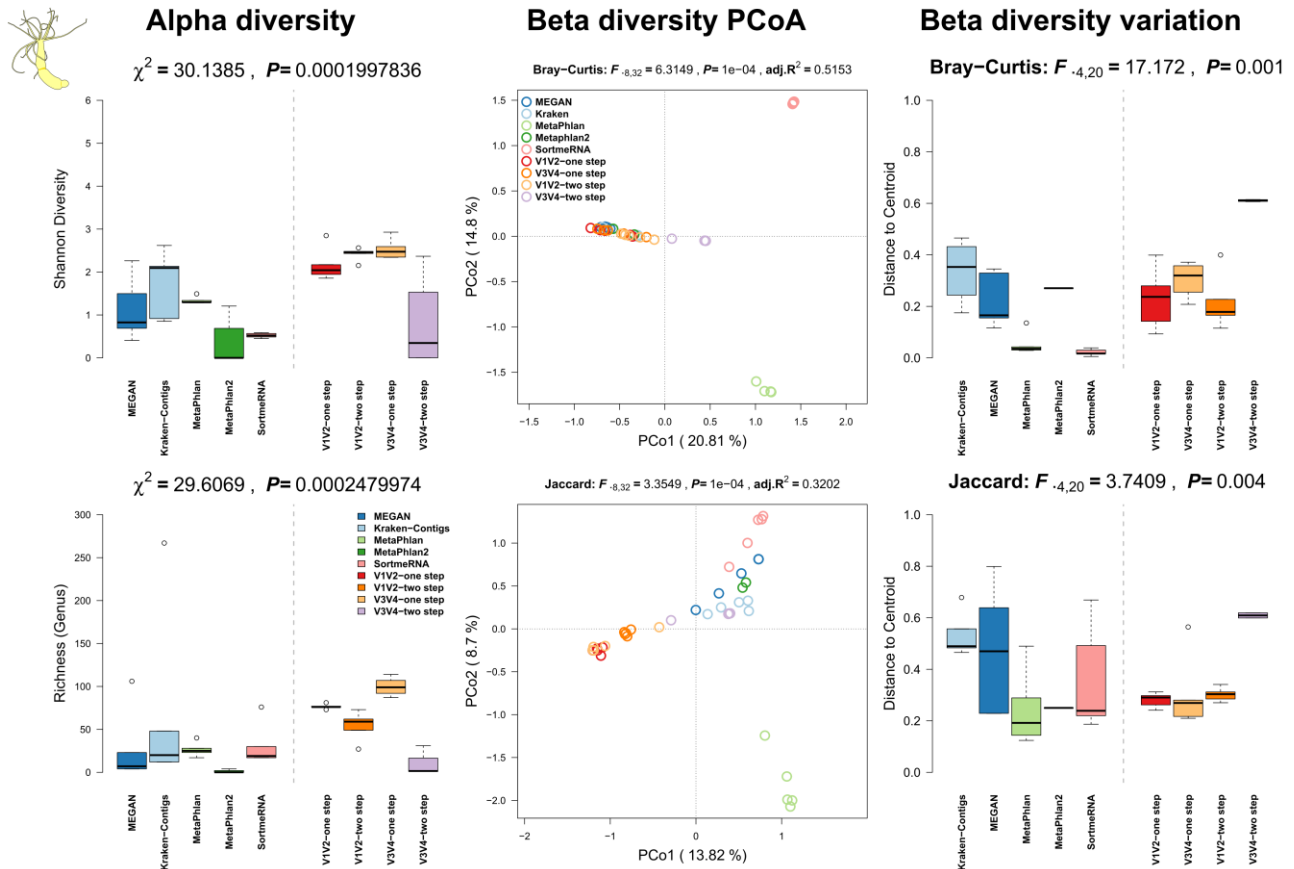 Alpha diversity
Beta diversity PCoA
Beta diversity variation
χ² = 30.1385 , P= 0.0001997836
Shannon Diversity
6
5
4
3
2
1
0
MEGAN
Kraken−Contigs
MetaPhlan
MetaPhlan2
SortmeRNA
V1V2−one step
V1V2−two step
V3V4−one step
V3V4−two step
Bray−Curtis: F ·8,32 = 6.3149 , P= 1e−04 , adj.R² = 0.5153
MEGAN
Kraken
MetaPhlan
Metaphlan2
SortmeRNA
V1V2−one step
V3V4−one step
V1V2−two step
V3V4−two step
PCo2 ( 14.8 %)
1.5
1.0
0.5
0.0
−0.5
−1.0
−1.5
−1.5 −1.0 −0.5 0.0 0.5 1.0 1.5 2.0
PCo1 ( 20.81 %)
Bray−Curtis: F ·4,20 = 17.172 , P= 0.001
Distance to Centroid
1.0
0.8
0.6
0.4
0.2
0.0
Kraken−Contigs
MEGAN
MetaPhlan
MetaPhlan2
SortmeRNA
V1V2−one step
V3V4−one step
V1V2−two step
V3V4−two step
χ² = 29.6069 , P= 0.0002479974
Richness (Genus)
300
250
200
150
100
50
0
MEGAN
Kraken−Contigs
MetaPhlan
MetaPhlan2
SortmeRNA
V1V2−one step
V1V2−two step
V3V4−one step
V3V4−two step
MEGAN
Kraken−Contigs
MetaPhlan
MetaPhlan2
SortmeRNA
V1V2−one step
V1V2−two step
V3V4−one step
V3V4−two step
Jaccard: F ·8,32 = 3.3549 , P= 1e−04 , adj.R² = 0.3202
PCo2 ( 8.7 %)
1.0
0.5
0.0
−0.5
−1.0
−1.5
−2.0
−2 −1 0 1 2
PCo1 ( 13.82 %)
Jaccard: F ·4,20 = 3.7409 , P= 0.004
Distance to Centroid
1.0
0.8
0.6
0.4
0.2
0.0
Kraken−Contigs
MEGAN
MetaPhlan
MetaPhlan2
SortmeRNA
V1V2−one step
V3V4−one step
V1V2−two step
V3V4−two step